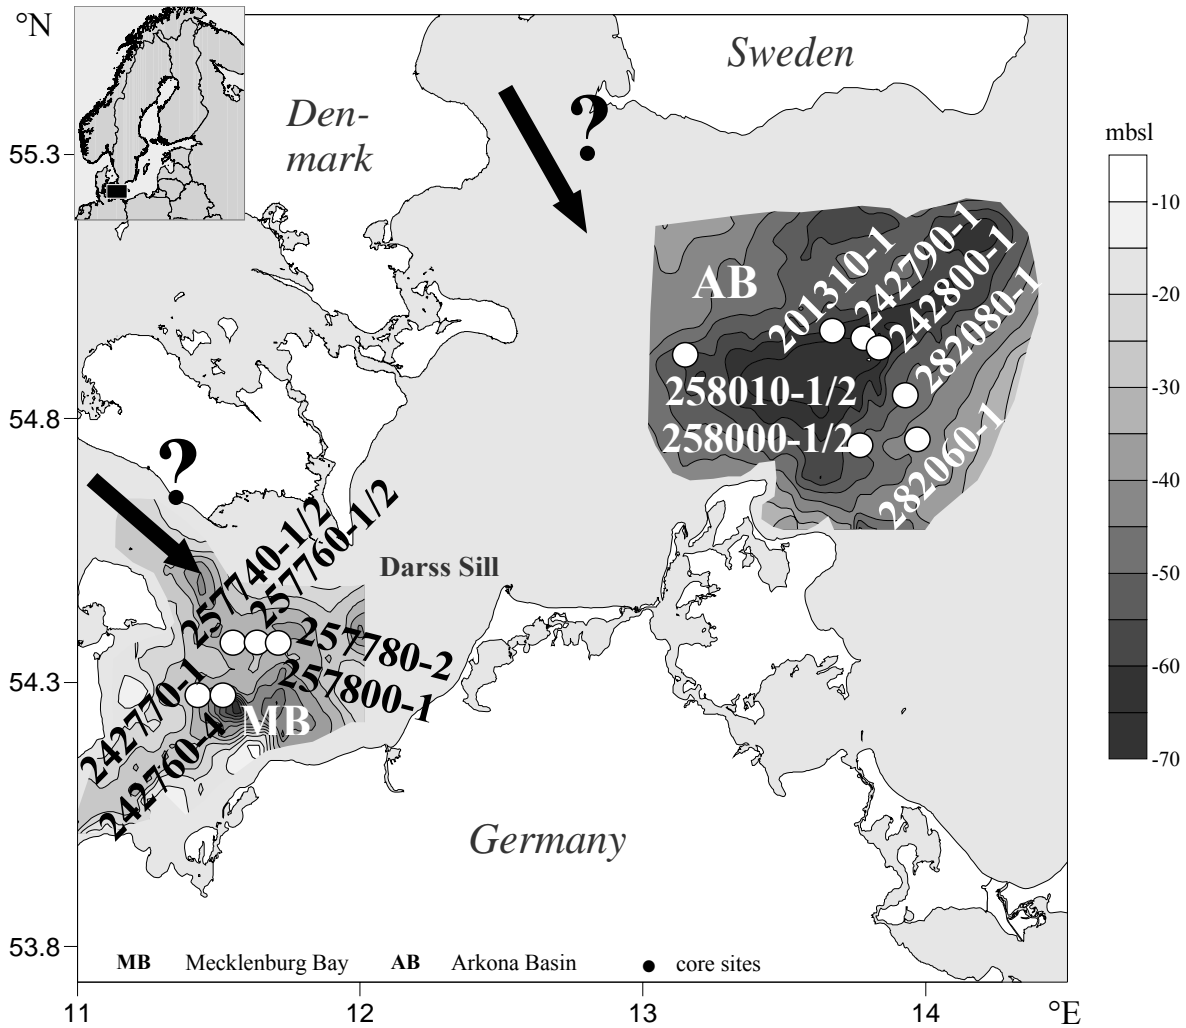 °N
Sweden
Den-
mark
?
mbsl
55.3
-10
AB
201310-1
242790-1
242800-1
282080-1
-20
258010-1/2
-30
54.8
258000-1/2
282060-1
?
-40
257740-1/2
257760-1/2
Darss Sill
-50
257780-2
257800-1
54.3
-60
242770-1
242760-4
MB
-70
Germany
53.8
MB Mecklenburg Bay AB Arkona Basin core sites
11 12 13 14 °E